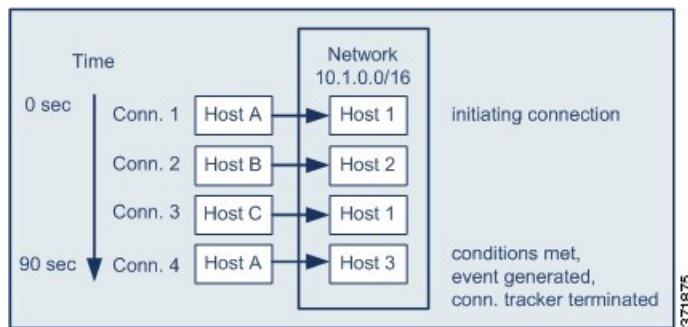 Time
Network
10.1.0.0/16
0 sec
Conn. 1 Host A Host 1 initiating connection
Conn. 2 Host B Host 2
Conn. 3 Host C Host 1
90 sec Conn. 4 Host A Host 3
conditions met,
event generated,
conn. tracker terminated
371875